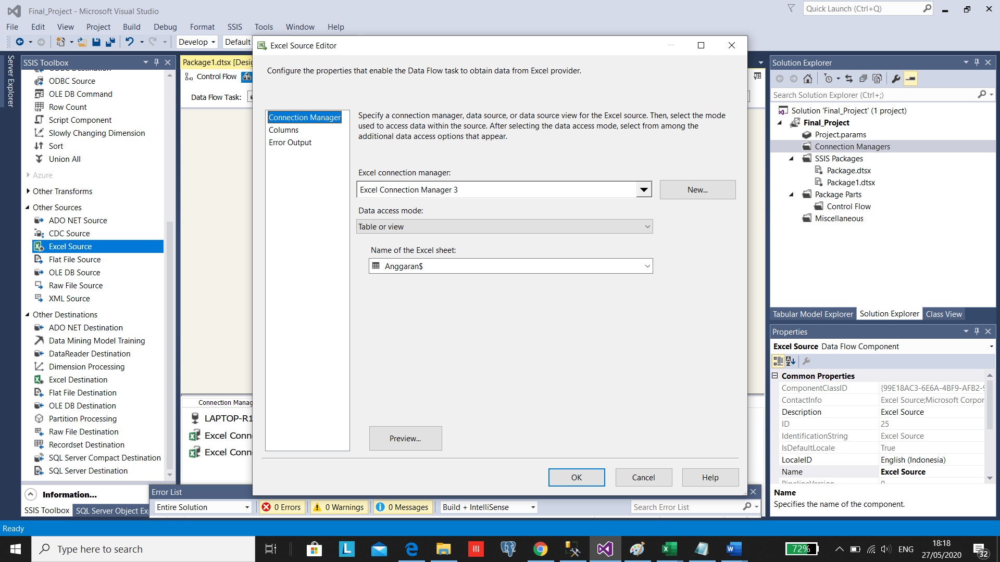 Final_Project - Microsoft Visual Studio
Quick Launch (Ctrl+Q)
File Edit View Project Build Debug Format SSIS Tools Window Help
Develop Default
Server Explorer
SSIS Toolbox
ODBC Destination
ODBC Source
OLE DB Command
Row Count
Script Component
Slowly Changing Dimension
Sort
Union All
Azure
Other Transforms
Other Sources
ADO NET Source
CDC Source
Excel Source
Flat File Source
OLE DB Source
Raw File Source
XML Source
Other Destinations
ADO NET Destination
Data Mining Model Training
DataReader Destination
Dimension Processing
Excel Destination
Flat File Destination
OLE DB Destination
Partition Processing
Raw File Destination
Recordset Destination
SQL Server Compact Destination
SQL Server Destination
Information...
SSIS Toolbox SQL Server Object Ex
Package1.dtsx [Desig
Control Flow
Data Flow Task:
Connection Manag
LAPTOP-R1
Excel Conn
Excel Conn
Excel Source Editor
Configure the properties that enable the Data Flow task to obtain data from Excel provider.
Connection Manager
Columns
Error Output
Specify a connection manager, data source, or data source view for the Excel source. Then, select the mode
used to access data within the source. After selecting the data access mode, select from among the
additional data access options that appear.
Excel connection manager:
Excel Connection Manager 3
New...
Data access mode:
Table or view
Name of the Excel sheet:
Anggaran$
Preview...
OK Cancel Help
Error List
Entire Solution 0 Errors 0 Warnings 0 Messages Build + IntelliSense Search Error List
Solution Explorer
Search Solution Explorer (Ctrl+;)
Solution 'Final_Project' (1 project)
Final_Project
Project.params
Connection Managers
SSIS Packages
Package.dtsx
Package1.dtsx
Package Parts
Control Flow
Miscellaneous
Tabular Model Explorer Solution Explorer Class View
Properties
Excel Source Data Flow Component
Common Properties
ComponentClassID {99E18AC3-6E6A-4BF9-AFB2-9
ContactInfo Excel Source;Microsoft Corpor
Description Excel Source
ID 25
IdentificationString Excel Source
IsDefaultLocale True
LocaleID English (Indonesia)
Name Excel Source
PipelineVersion 0
Name
Specifies the name of the component.
Ready
Type here to search
72%
ENG
18:18
27/05/2020
32